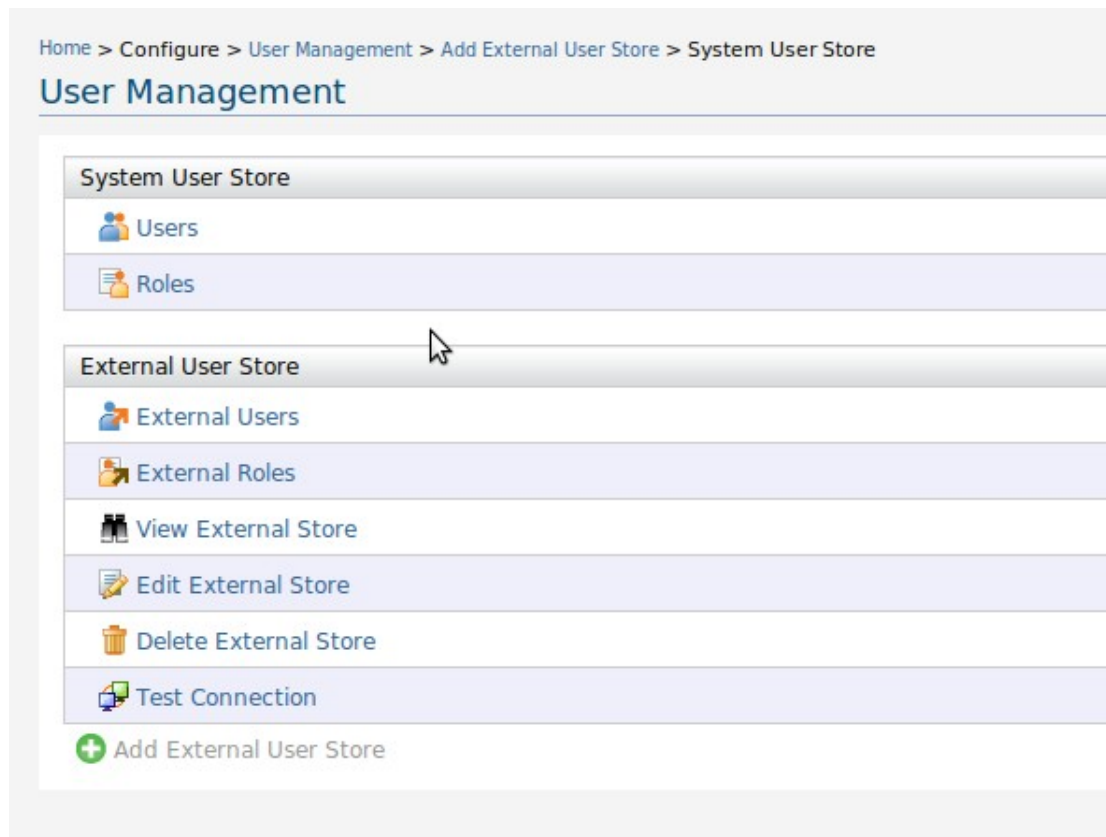 Home > Configure > User Management > Add External User Store > System User Store
User Management
System User Store
Users
Roles
External User Store
External Users
External Roles
View External Store
Edit External Store
Delete External Store
Test Connection
Add External User Store